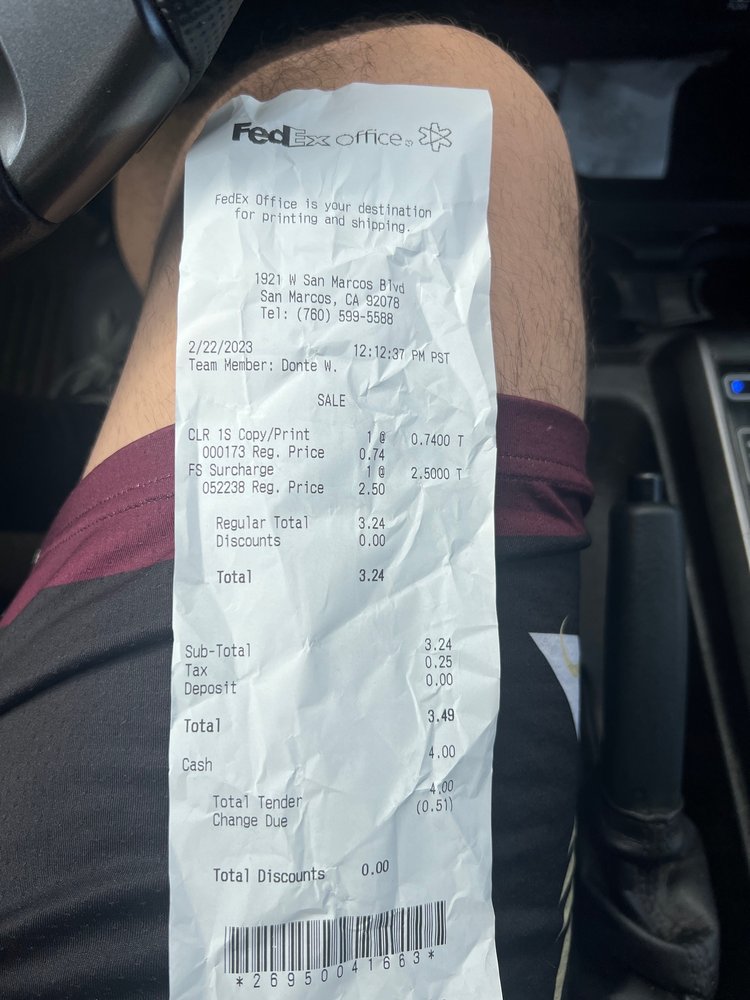 FedEx Office
FedEx Office is your destination
for printing and shipping.
1921 W San Marcos Blvd
San Marcos, CA 92078
Tel: (760) 599-5588
2/22/2023 12:12:37 PM PST
Team Member: Donte W.
SALE
CLR 1S Copy/Print 1 @ 0.7400 T
000173 Reg. Price 0.74
FS Surcharge 1 @ 2.5000 T
052238 Reg. Price 2.50
Regular Total 3.24
Discounts 0.00
Total 3.24
Sub-Total 3.24
Tax 0.25
Deposit 0.00
Total 3.49
Cash 4.00
Total Tender 4.00
Change Due (0.51)
Total Discounts 0.00
*26950041663*